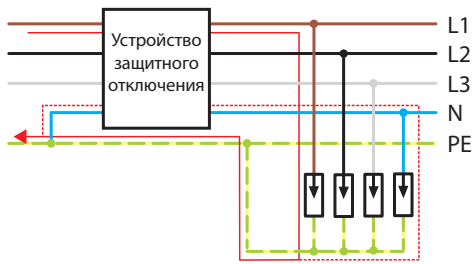 Устройство
защитного
отключения
L1
L2
L3
N
PE